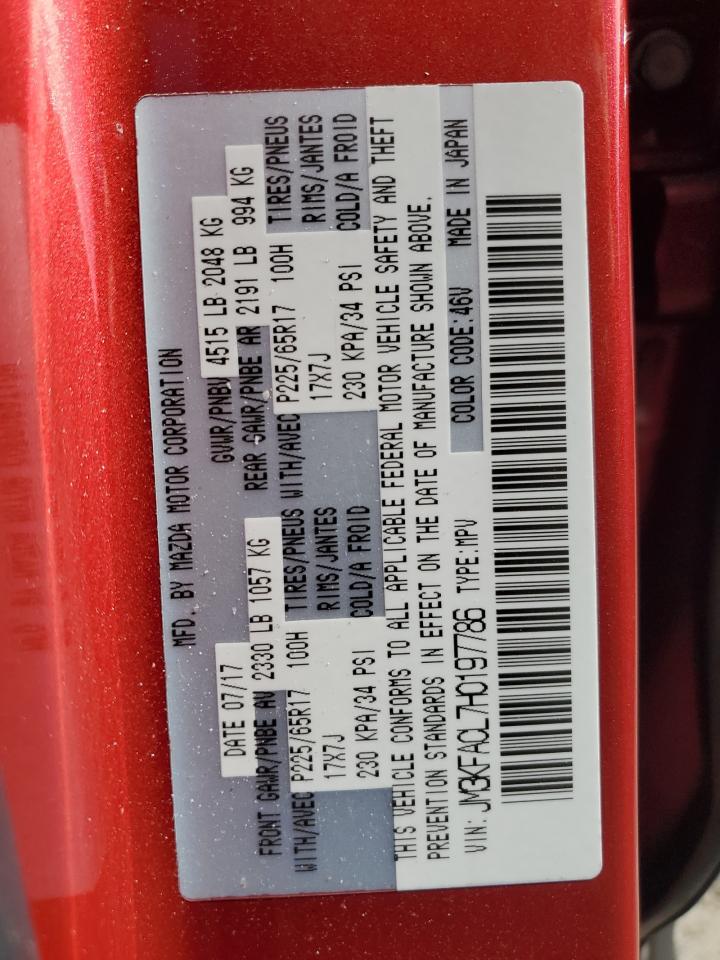 MFD. BY MAZDA MOTOR CORPORATION
DATE 07/17 GVWR/PNBV 4515 LB 2048 KG
FRONT GAWR/PNBE AV 2330 LB 1057 KG REAR GAWR/PNBE AR 2191 LB 994 KG
WITH/AVEC P225/65R17 100H TIRES/PNEUS WITH/AVEC P225/65R17 100H TIRES/PNEUS
17X7J RIMS/JANTES 17X7J RIMS/JANTES
230 KPA/34 PSI COLD/A FROID 230 KPA/34 PSI COLD/A FROID
THIS VEHICLE CONFORMS TO ALL APPLICABLE FEDERAL MOTOR VEHICLE SAFETY AND THEFT
PREVENTION STANDARDS IN EFFECT ON THE DATE OF MANUFACTURE SHOWN ABOVE.
VIN: JM3KFACL7H0197786 TYPE:MPV COLOR CODE:46V MADE IN JAPAN